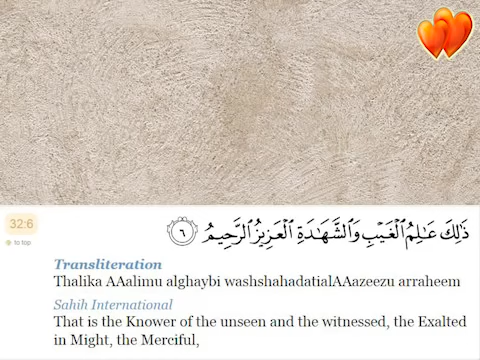 32:6
to top
ذَٰلِكَ عَـٰلِمُ ٱلْغَيْبِ وَٱلشَّهَـٰدَةِ ٱلْعَزِيزُ ٱلرَّحِيمُ ٦
Transliteration
Thalika AAalimu alghaybi washshahadatialAAazeezu arraheem
Sahih International
That is the Knower of the unseen and the witnessed, the Exalted
in Might, the Merciful,